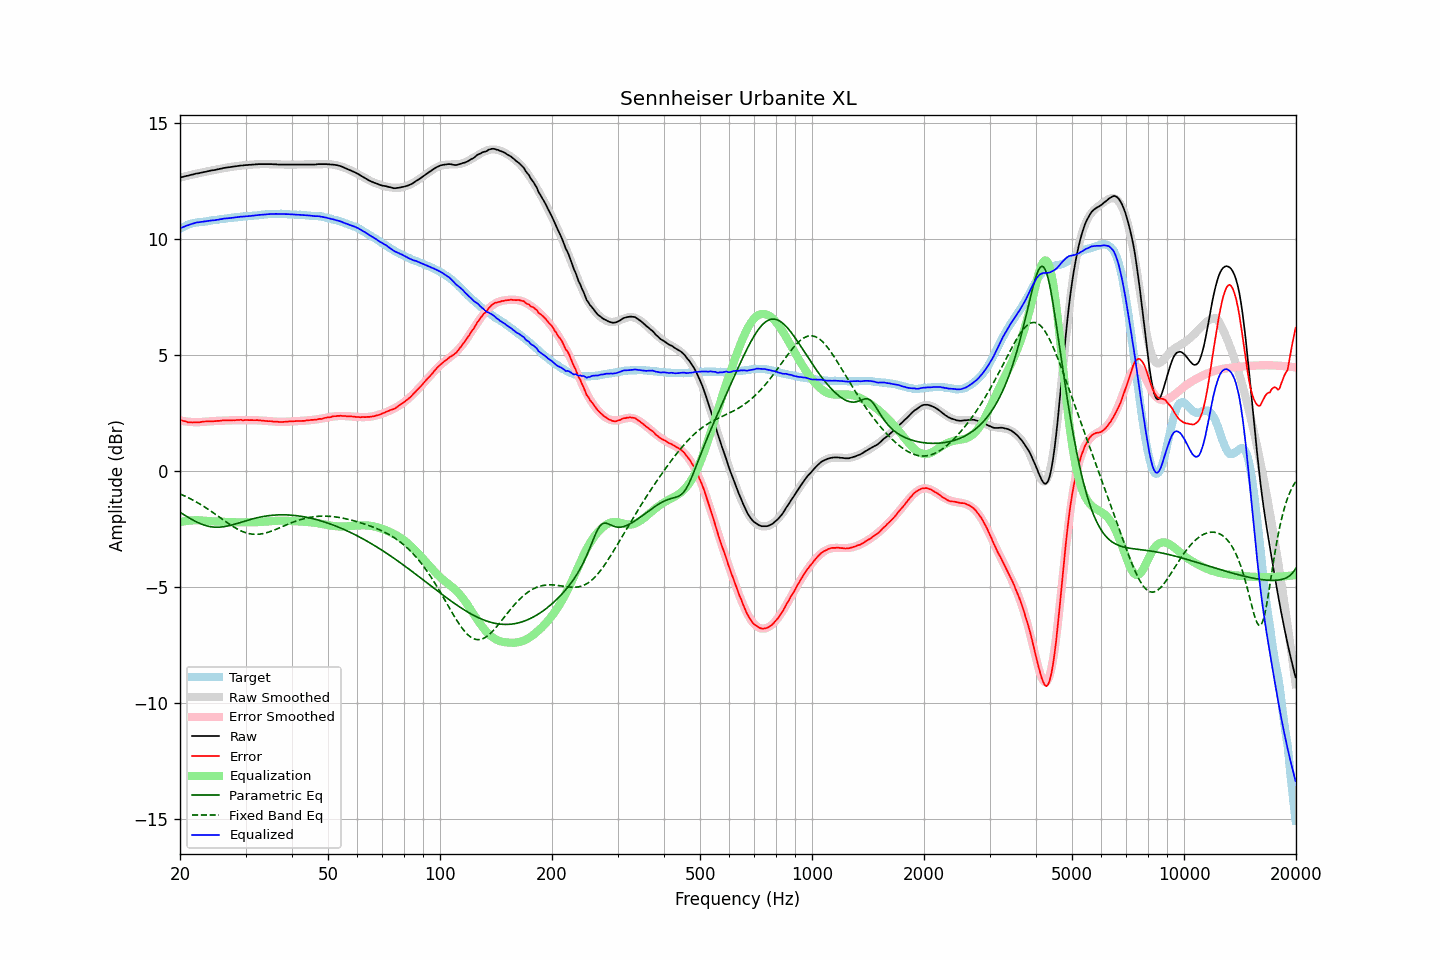 Sennheiser Urbanite XL
Amplitude (dBr)
15
10
5
0
−5
−10
−15
Target
Raw Smoothed
Error Smoothed
Raw
Error
Equalization
Parametric Eq
Fixed Band Eq
Equalized
20
50
100
200
500
1000
2000
5000
10000
20000
Frequency (Hz)